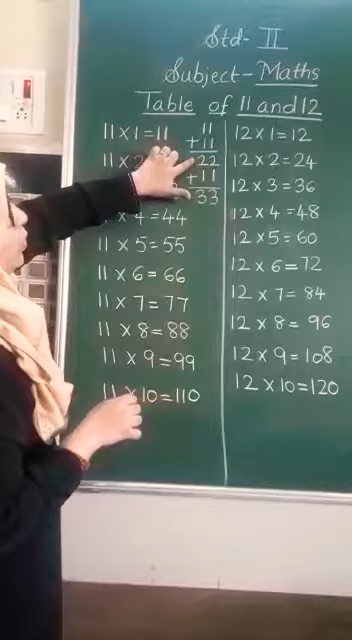 Std- II
Subject - Maths
Table of 11 and 12
11 × 1 = 11
11 × 2
× 4 = 44
11 × 5 = 55
11 × 6 = 66
11 × 7 = 77
11 × 8 = 88
11 × 9 = 99
11 × 10 = 110
11
+ 11
22
+ 11
33
12 × 1 = 12
12 × 2 = 24
12 × 3 = 36
12 × 4 = 48
12 × 5 = 60
12 × 6 = 72
12 × 7 = 84
12 × 8 = 96
12 × 9 = 108
12 × 10 = 120